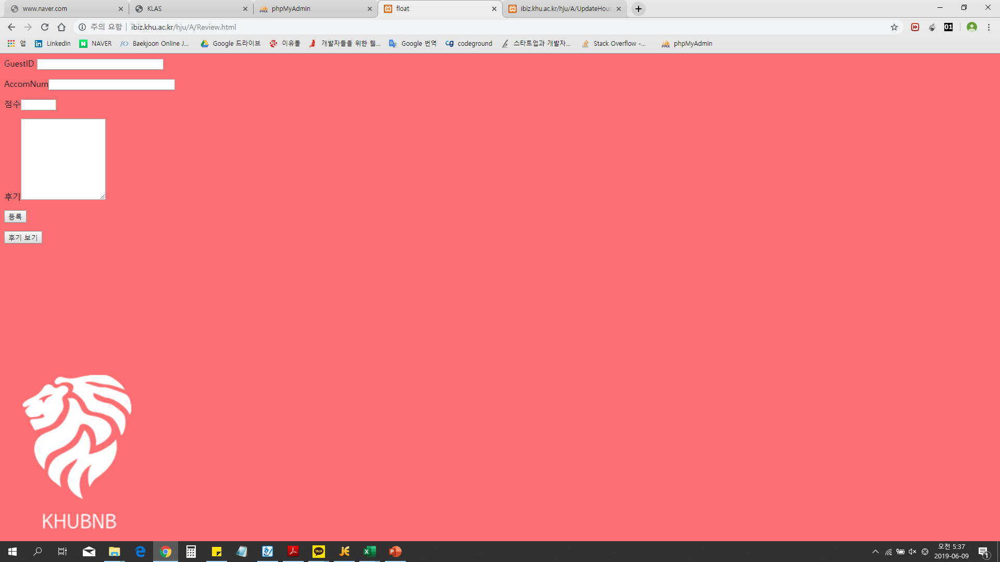 www.naver.com
KLAS
phpMyAdmin
float
ibiz.khu.ac.kr/hju/A/UpdateHous
주의 요함 ibiz.khu.ac.kr/hju/A/Review.html
01
앱 LinkedIn NAVER Baekjoon Online J... Google 드라이브 이유몰 개발자들을 위한 웹... Google 번역 codeground 스타트업과 개발자... Stack Overflow -... phpMyAdmin
GuestID
AccomNum
점수
후기
등록
후기 보기
KHUBNB
오전 5:37
2019-06-09
1